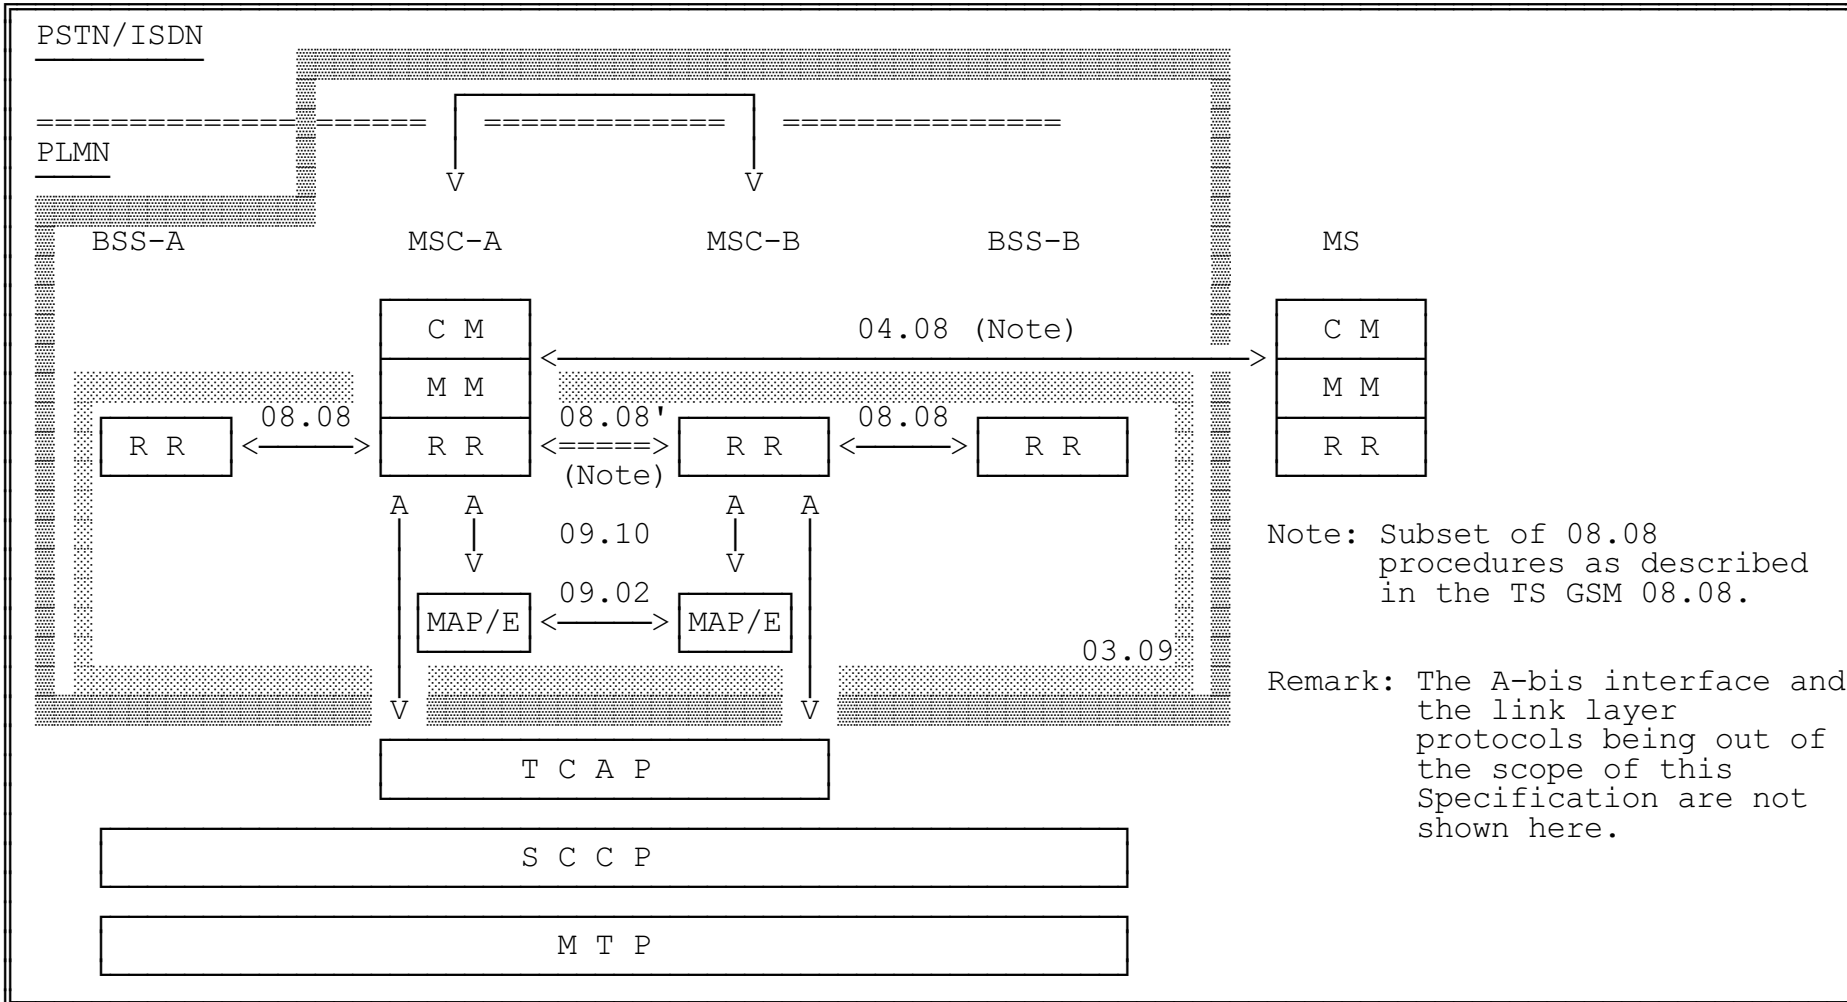 PSTN/ISDN
===================== ============= ===============
PLMN
V V
BSS-A MSC-A MSC-B BSS-B MS
C M 04.08 (Note) C M
< >
M M M M
08.08 08.08' 08.08
R R < > R R <=====> R R < > R R R R
(Note)
A A A A
09.10
V V
Note: Subset of 08.08
procedures as described
in the TS GSM 08.08.
09.02
MAP/E < > MAP/E
03.09
V V
Remark: The A-bis interface and
the link layer
protocols being out of
the scope of this
Specification are not
shown here.
T C A P
S C C P
M T P